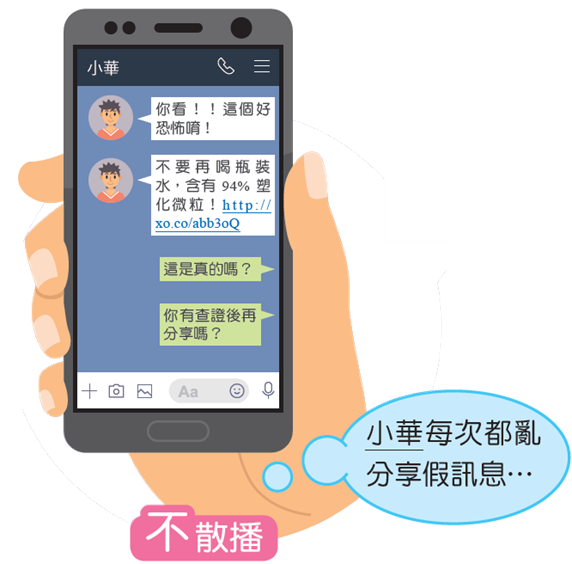 小華
你看！！這個好
恐怖唷！
不要再喝瓶裝
水，含有 94% 塑
化微粒！http://
xo.co/abb3oQ
這是真的嗎？
你有查證後再
分享嗎？
Aa
小華每次都亂
分享假訊息…
不散播